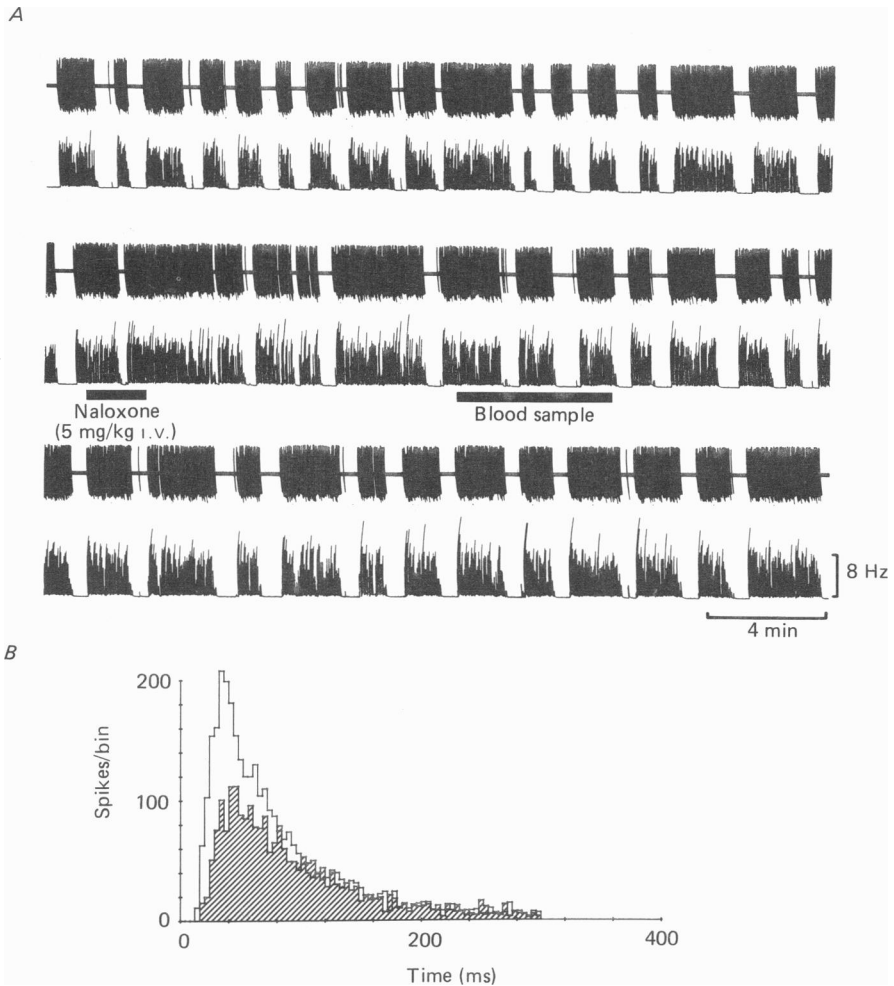 A
Naloxone
(5 mg/kg I.V.)
Blood sample
8 Hz
4 min
B
200
100
0
Spikes/bin
0
200
400
Time (ms)